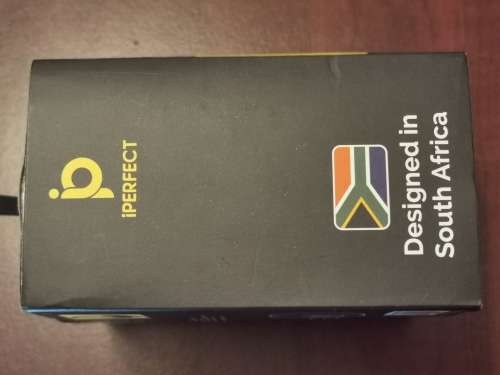 iPERFECT
Designed in
South Africa